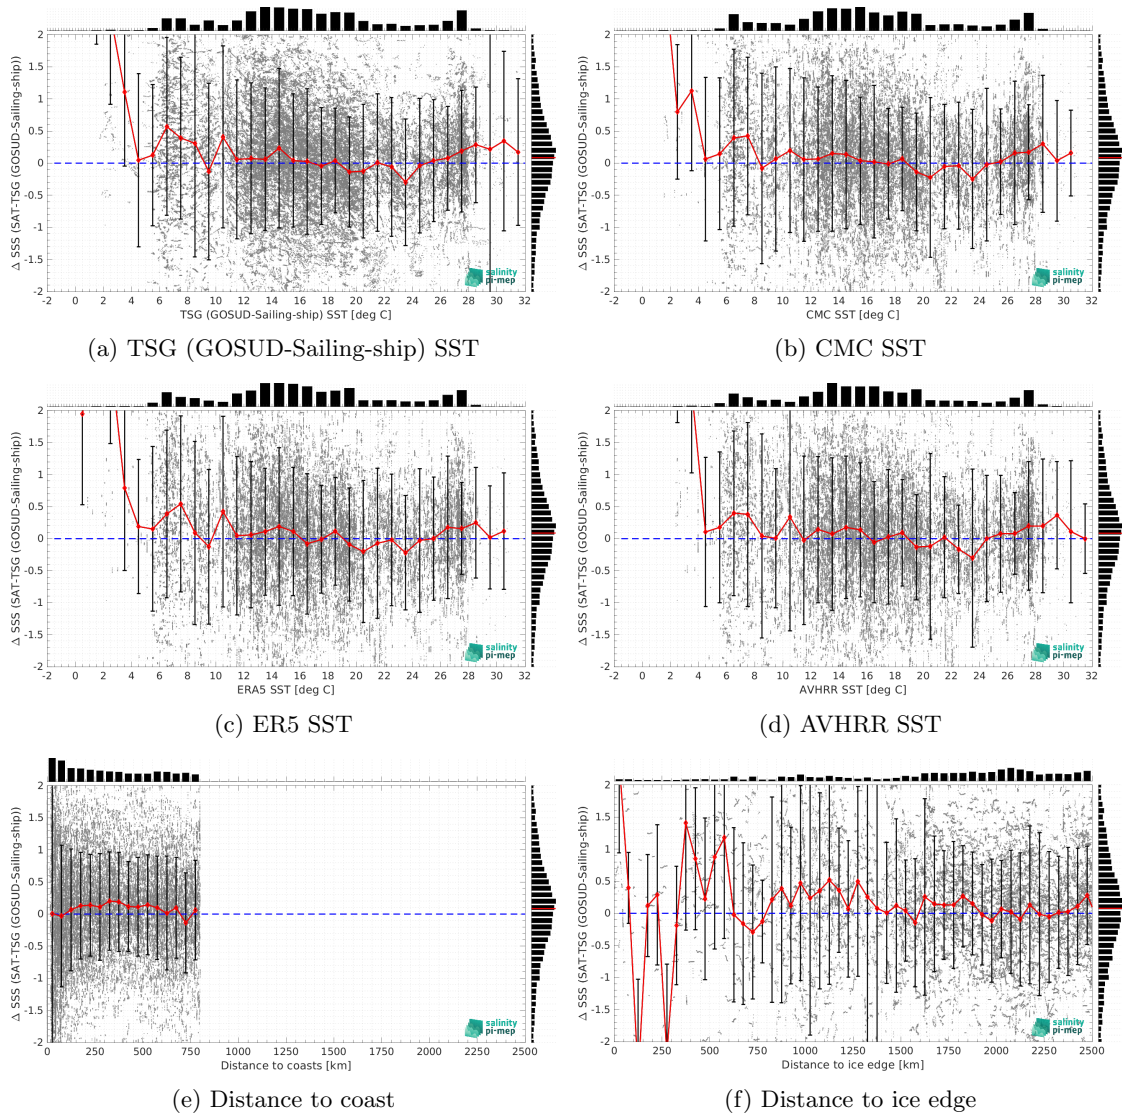 2
1.5
1
0.5
0
-0.5
-1
-1.5
-2
Δ SSS (SAT-TSG (GOSUD-Sailing-ship))
-2 0 2 4 6 8 10 12 14 16 18 20 22 24 26 28 30 32
TSG (GOSUD-Sailing-ship) SST [deg C]
salinity
pi-mep
(a) TSG (GOSUD-Sailing-ship) SST
2
1.5
1
0.5
0
-0.5
-1
-1.5
-2
Δ SSS (SAT-TSG (GOSUD-Sailing-ship))
-2 0 2 4 6 8 10 12 14 16 18 20 22 24 26 28 30 32
CMC SST [deg C]
salinity
pi-mep
(b) CMC SST
2
1.5
1
0.5
0
-0.5
-1
-1.5
-2
Δ SSS (SAT-TSG (GOSUD-Sailing-ship))
-2 0 2 4 6 8 10 12 14 16 18 20 22 24 26 28 30 32
ERA5 SST [deg C]
salinity
pi-mep
(c) ER5 SST
2
1.5
1
0.5
0
-0.5
-1
-1.5
-2
Δ SSS (SAT-TSG (GOSUD-Sailing-ship))
-2 0 2 4 6 8 10 12 14 16 18 20 22 24 26 28 30 32
AVHRR SST [deg C]
salinity
pi-mep
(d) AVHRR SST
2
1.5
1
0.5
0
-0.5
-1
-1.5
-2
Δ SSS (SAT-TSG (GOSUD-Sailing-ship))
0 250 500 750 1000 1250 1500 1750 2000 2250 2500
Distance to coasts [km]
salinity
pi-mep
(e) Distance to coast
2
1.5
1
0.5
0
-0.5
-1
-1.5
-2
Δ SSS (SAT-TSG (GOSUD-Sailing-ship))
0 250 500 750 1000 1250 1500 1750 2000 2250 2500
Distance to ice edge [km]
salinity
pi-mep
(f) Distance to ice edge